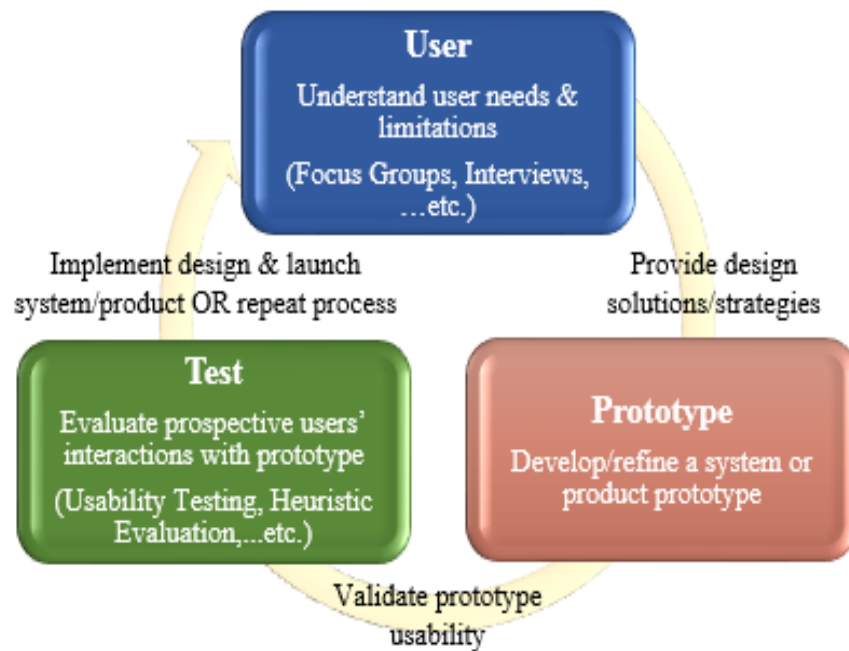 User
Understand user needs &
limitations
(Focus Groups, Interviews,
…etc.)
Implement design & launch
system/product OR repeat process
Provide design
solutions/strategies
Test
Evaluate prospective users’
interactions with prototype
(Usability Testing, Heuristic
Evaluation,...etc.)
Prototype
Develop/refine a system or
product prototype
Validate prototype
usability